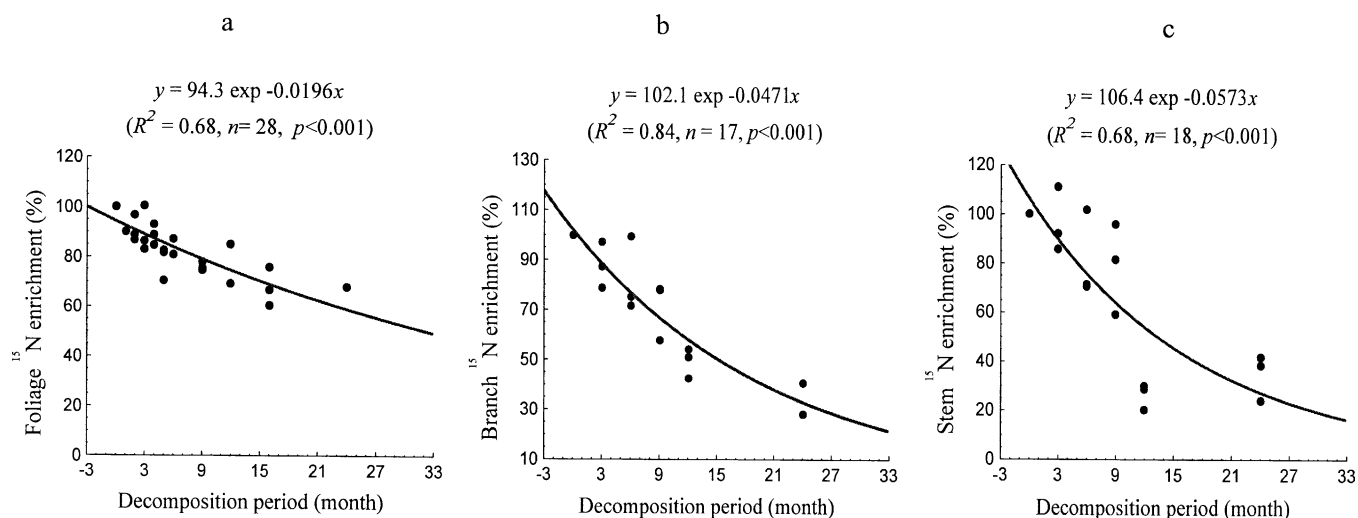 a
y = 94.3 exp -0.0196x
(R² = 0.68, n= 28, p<0.001)
Foliage ¹⁵N enrichment (%)
120
100
80
60
40
20
0
-3 3 9 15 21 27 33
Decomposition period (month)
b
y = 102.1 exp -0.0471x
(R² = 0.84, n = 17, p<0.001)
Branch ¹⁵N enrichment (%)
130
110
90
70
50
30
10
-3 3 9 15 21 27 33
Decomposition period (month)
c
y = 106.4 exp -0.0573x
(R² = 0.68, n= 18, p<0.001)
Stem ¹⁵N enrichment (%)
120
100
80
60
40
20
0
-3 3 9 15 21 27 33
Decomposition period (month)